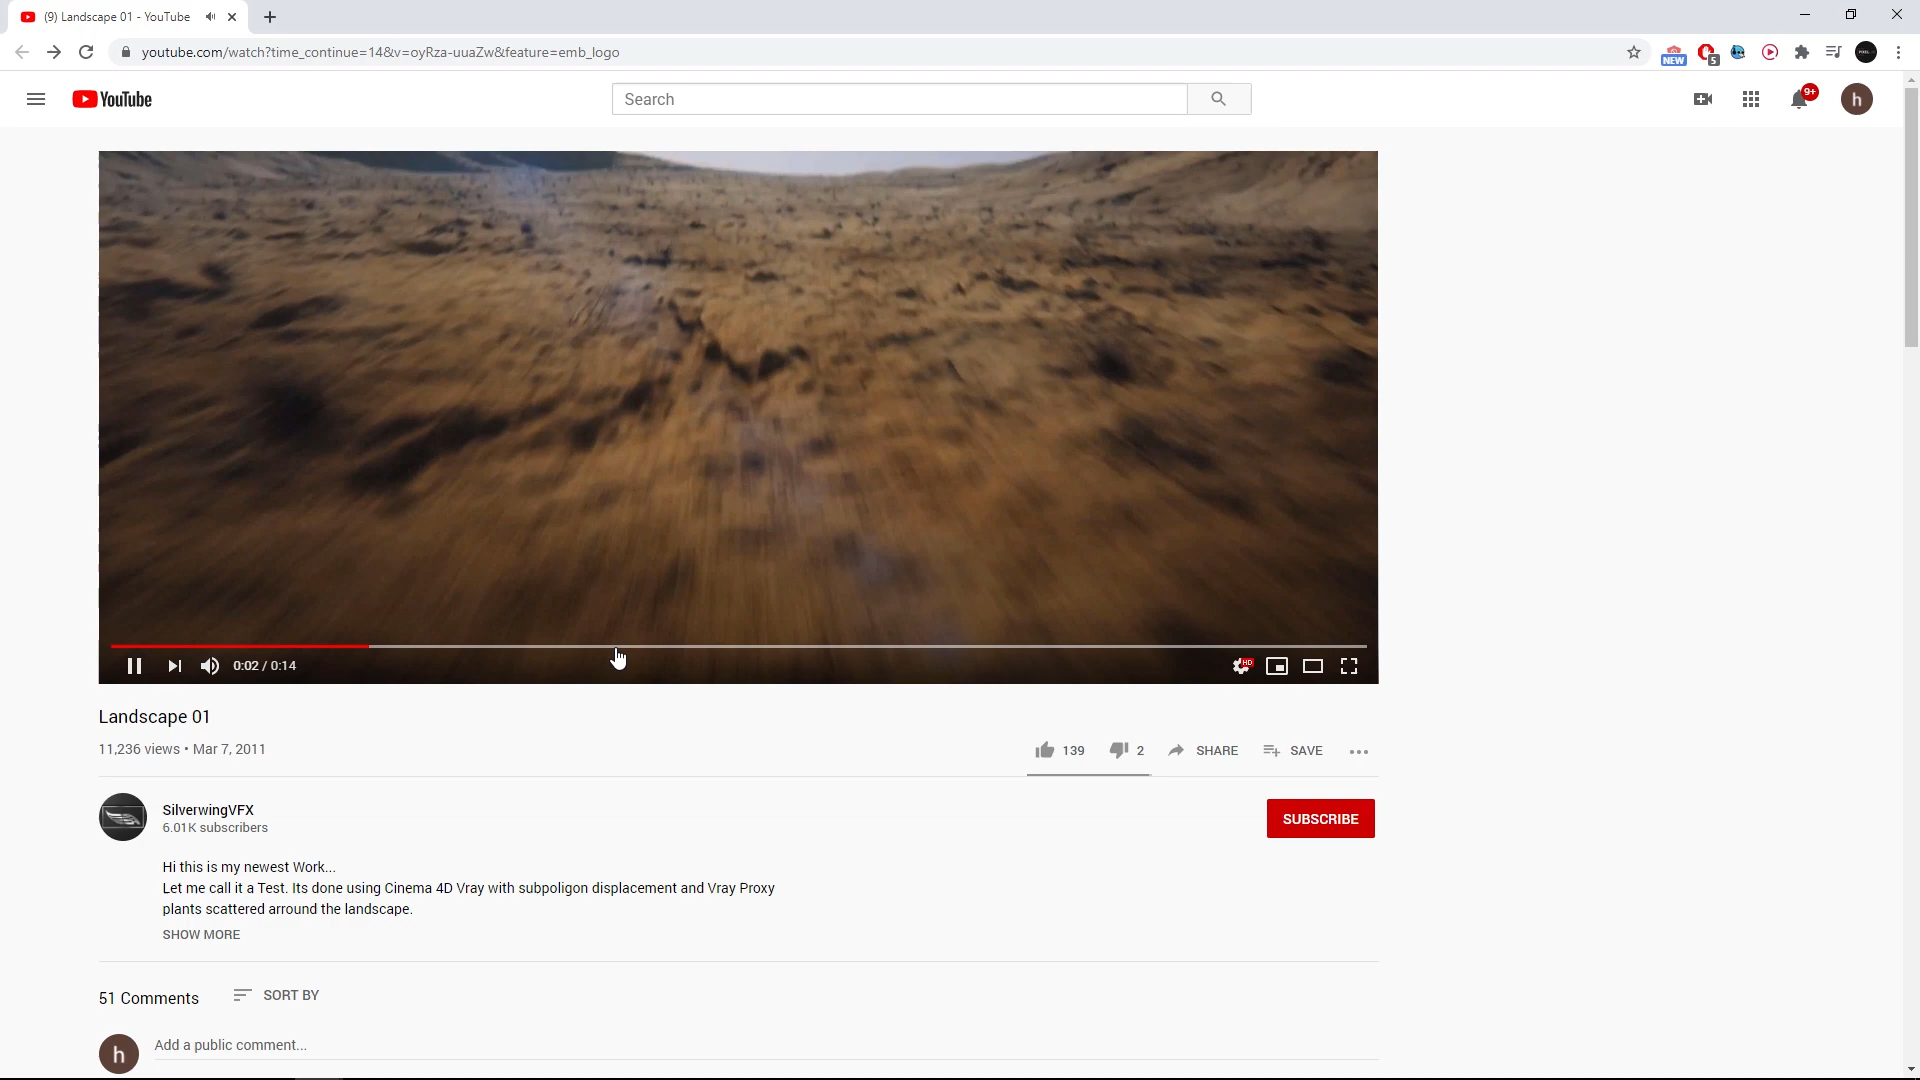 (9) Landscape 01 - YouTube
youtube.com/watch?time_continue=14&v=oyRza-uuaZw&feature=emb_logo
NEW
5
YouTube
Search
9+
h
HD
0:02 / 0:14
Landscape 01
11,236 views • Mar 7, 2011
139
2
SHARE
SAVE
SilverwingVFX
6.01K subscribers
SUBSCRIBE
Hi this is my newest Work...
Let me call it a Test. Its done using Cinema 4D Vray with subpoligon displacement and Vray Proxy
plants scattered arround the landscape.
SHOW MORE
51 Comments
SORT BY
h
Add a public comment...